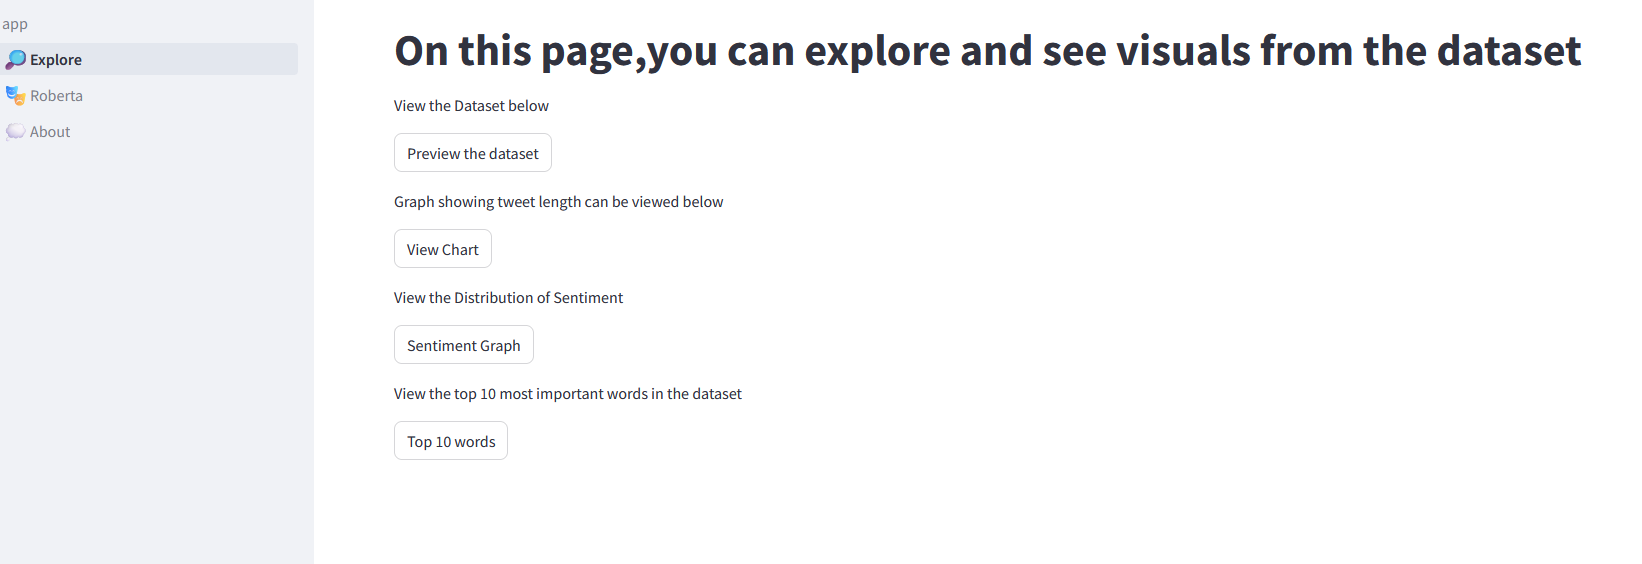 app
Explore
Roberta
About
On this page,you can explore and see visuals from the dataset
View the Dataset below
Preview the dataset
Graph showing tweet length can be viewed below
View Chart
View the Distribution of Sentiment
Sentiment Graph
View the top 10 most important words in the dataset
Top 10 words